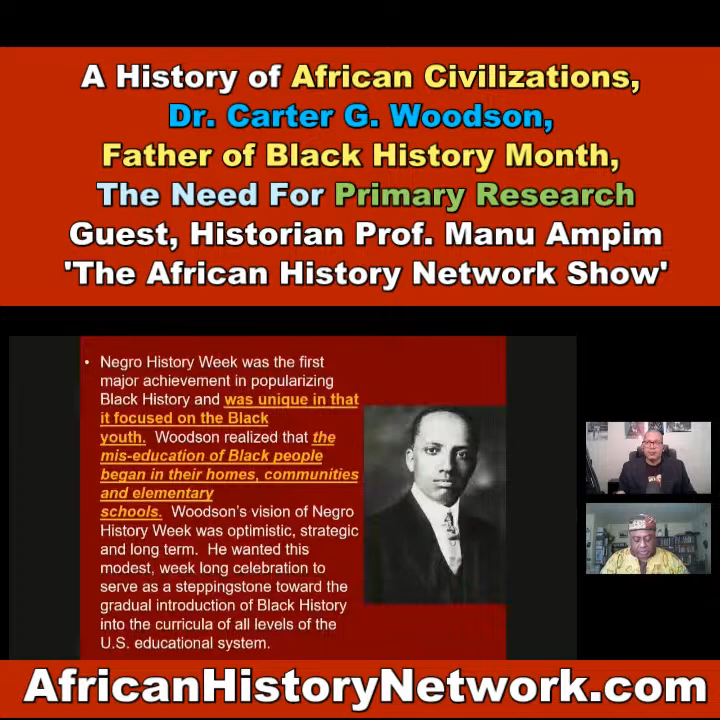 A History of African Civilizations,
Dr. Carter G. Woodson,
Father of Black History Month,
The Need For Primary Research
Guest, Historian Prof. Manu Ampim
'The African History Network Show'
• Negro History Week was the first
major achievement in popularizing
Black History and was unique in that
it focused on the Black
youth. Woodson realized that the
mis-education of Black people
began in their homes, communities
and elementary
schools. Woodson's vision of Negro
History Week was optimistic, strategic
and long term. He wanted this
modest, week long celebration to
serve as a steppingstone toward the
gradual introduction of Black History
into the curricula of all levels of the
U.S. educational system.
AfricanHistoryNetwork.com